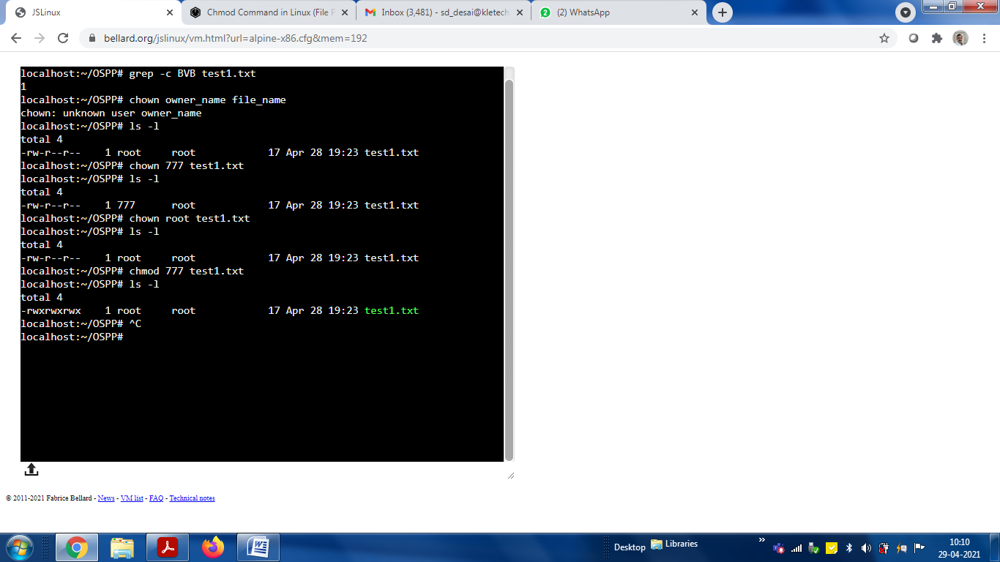 JSLinux
Chmod Command in Linux (File P
Inbox (3,481) - sd_desai@kletech
2
(2) WhatsApp
bellard.org/jslinux/vm.html?url=alpine-x86.cfg&mem=192
localhost:~/OSPP# grep -c BVB test1.txt
1
localhost:~/OSPP# chown owner_name file_name
chown: unknown user owner_name
localhost:~/OSPP# ls -l
total 4
-rw-r--r--    1 root     root            17 Apr 28 19:23 test1.txt
localhost:~/OSPP# chown 777 test1.txt
localhost:~/OSPP# ls -l
total 4
-rw-r--r--    1 777      root            17 Apr 28 19:23 test1.txt
localhost:~/OSPP# chown root test1.txt
localhost:~/OSPP# ls -l
total 4
-rw-r--r--    1 root     root            17 Apr 28 19:23 test1.txt
localhost:~/OSPP# chmod 777 test1.txt
localhost:~/OSPP# ls -l
total 4
-rwxrwxrwx    1 root     root            17 Apr 28 19:23 test1.txt
localhost:~/OSPP# ^C
localhost:~/OSPP#
© 2011-2021 Fabrice Bellard - News - VM list - FAQ - Technical notes
Desktop
Libraries
»
10:10
29-04-2021